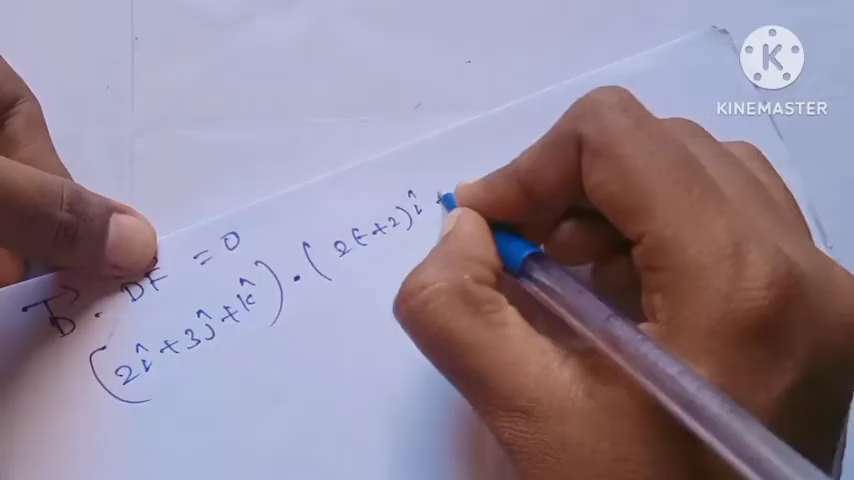 b⃗ . DF = 0
(2î + 3ĵ + k̂) . (2t+2)î +
K
KINEMASTER